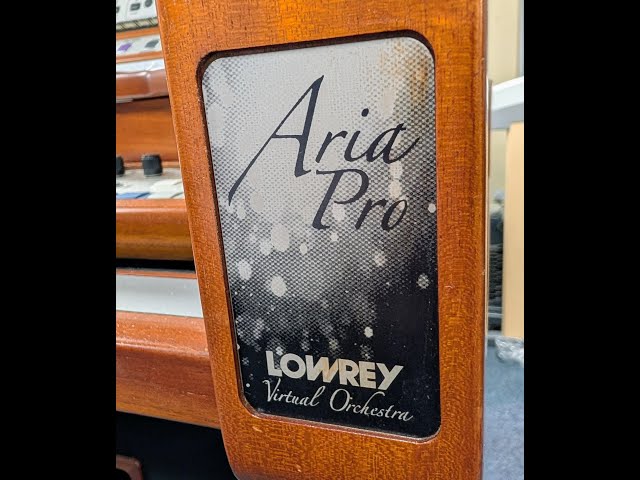 Aria
Pro
LOWREY
Virtual Orchestra